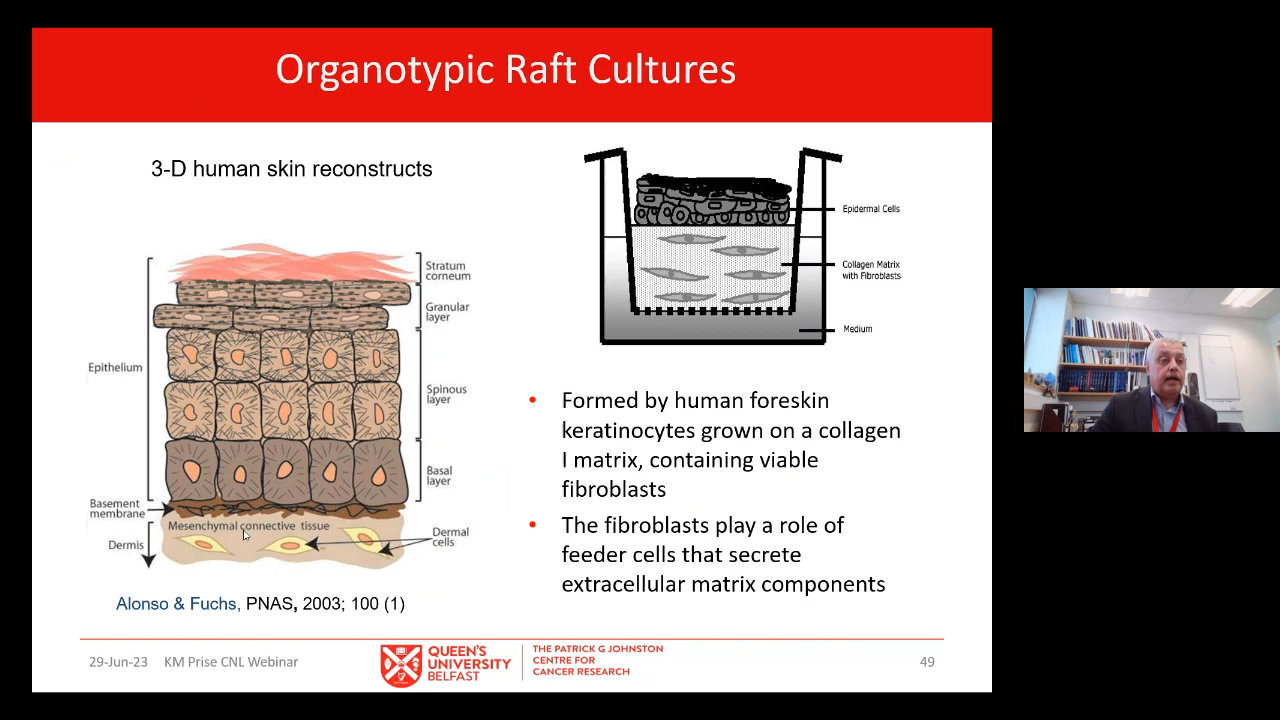 Organotypic Raft Cultures
3-D human skin reconstructs
Stratum
corneum
Granular
layer
Epithelium
Spinous
layer
Basal
layer
Basement
membrane
Mesenchymal connective tissue
Dermis
Dermal
cells
Alonso & Fuchs, PNAS, 2003; 100 (1)
Epidermal Cells
Collagen Matrix
with Fibroblasts
Medium
• Formed by human foreskin
keratinocytes grown on a collagen
I matrix, containing viable
fibroblasts
• The fibroblasts play a role of
feeder cells that secrete
extracellular matrix components
29-Jun-23 KM Prise CNL Webinar
QUEEN'S
UNIVERSITY
BELFAST
THE PATRICK G JOHNSTON
CENTRE FOR
CANCER RESEARCH
49